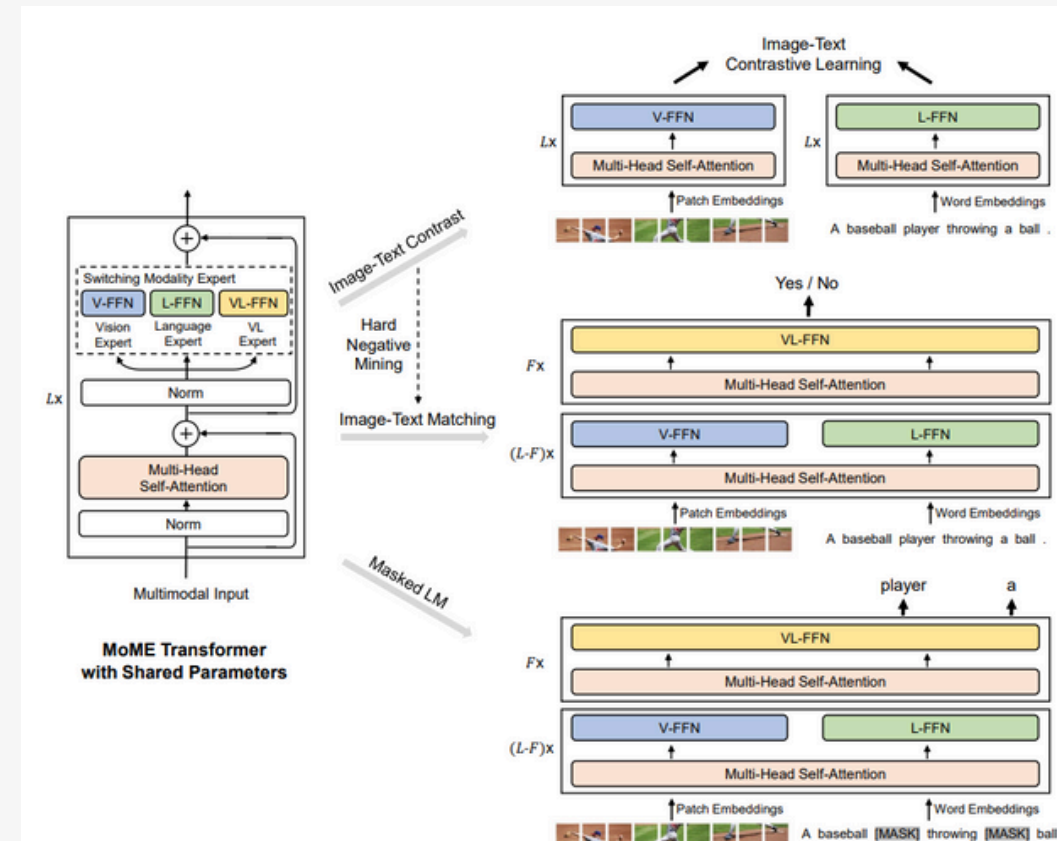 Switching Modality Expert
V-FFN L-FFN VL-FFN
Vision Expert
Language Expert
VL Expert
Norm
Lx
Multi-Head
Self-Attention
Norm
Multimodal Input
MoME Transformer
with Shared Parameters
Image-Text Contrast
Hard
Negative
Mining
Image-Text Matching
Masked LM
Image-Text
Contrastive Learning
V-FFN
Lx
Multi-Head Self-Attention
Patch Embeddings
L-FFN
Lx
Multi-Head Self-Attention
Word Embeddings
A baseball player throwing a ball .
Yes / No
VL-FFN
Fx
Multi-Head Self-Attention
V-FFN L-FFN
(L-F)x
Multi-Head Self-Attention
Patch Embeddings Word Embeddings
A baseball player throwing a ball .
player a
VL-FFN
Fx
Multi-Head Self-Attention
V-FFN L-FFN
(L-F)x
Multi-Head Self-Attention
Patch Embeddings Word Embeddings
A baseball [MASK] throwing [MASK] ball